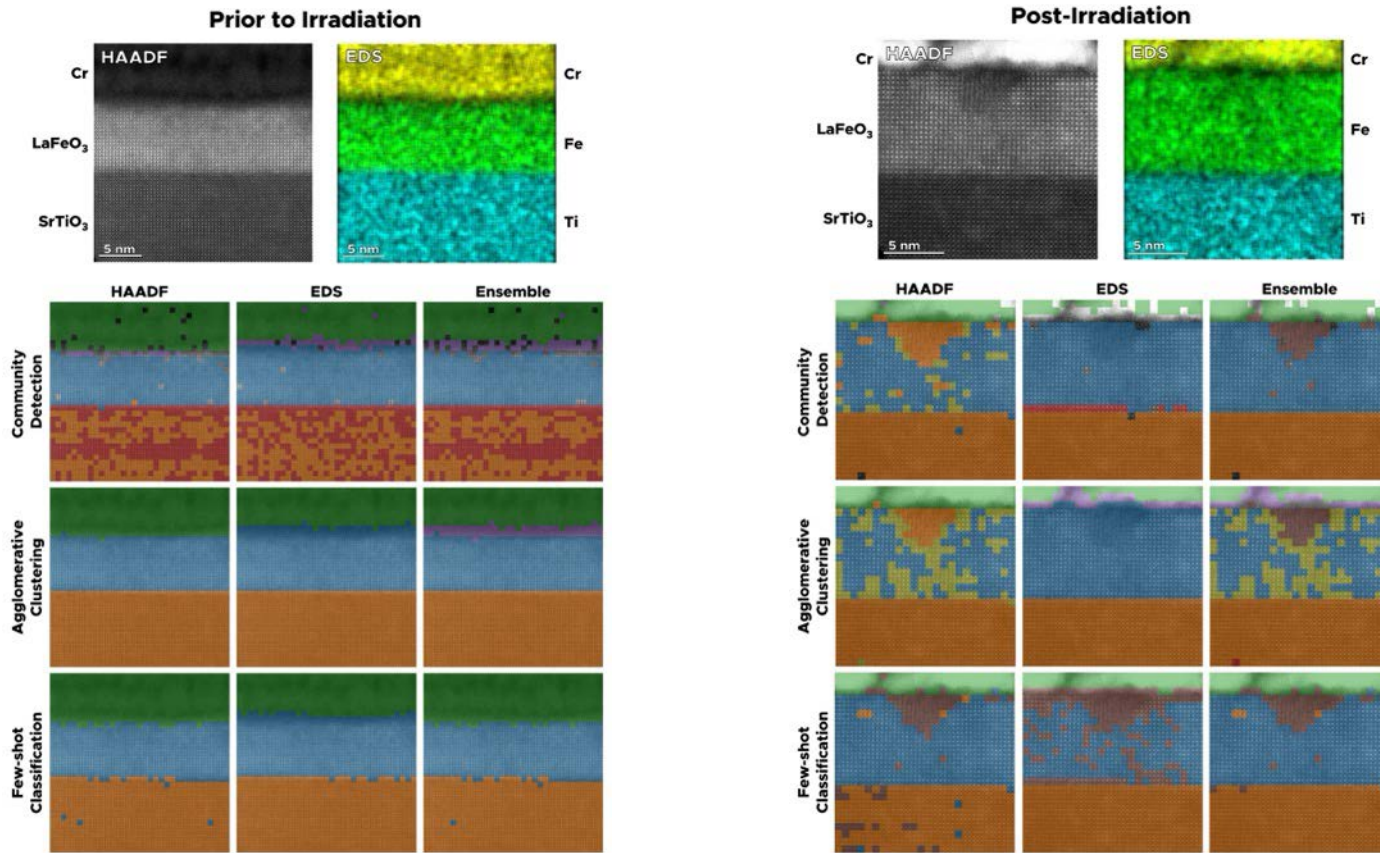 Prior to Irradiation
HAADF
EDS
Cr
Cr
LaFeO₃
Fe
SrTiO₃
Ti
5 nm
5 nm
HAADF
EDS
Ensemble
Community
Detection
Agglomerative
Clustering
Few-shot
Classification
Post-Irradiation
HAADF
EDS
Cr
Cr
LaFeO₃
Fe
SrTiO₃
Ti
5 nm
5 nm
HAADF
EDS
Ensemble
Community
Detection
Agglomerative
Clustering
Few-shot
Classification